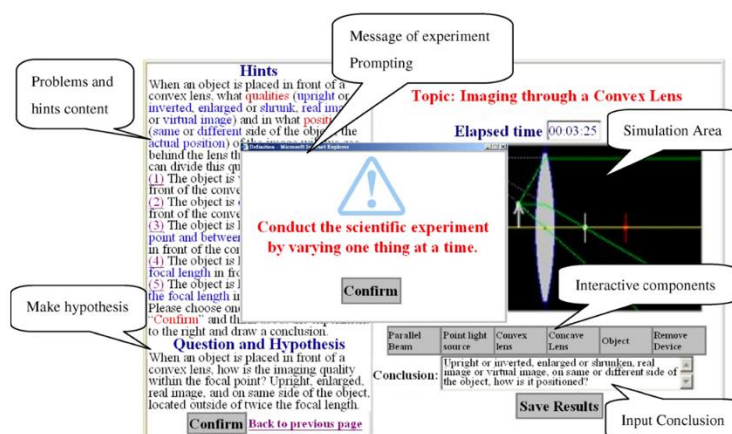 Message of experiment
Prompting
Problems and
hints content
Hints
When an object is placed in front of a
convex lens, what qualities (upright or
inverted, enlarged or shrunk, real image
or virtual image) and in what
(same or different side of the object, the
actual position) of the image
behind the lens
can divide this
(1) The object is
front of the
(2) The object is
front of the
(3) The object is
point and between
in front of the
(4) The object is
focal length in
(5) The object is
the focal length in
Please choose
"Confirm" and
to the right and draw a conclusion.
Topic: Imaging through a Convex Lens
Elapsed time 00:03:25
Simulation Area
Definition - Microsoft Internet Explorer
Conduct the scientific experiment
by varying one thing at a time.
Confirm
Make hypothesis
Interactive components
Question and Hypothesis
When an object is placed in front of a
convex lens, how is the imaging quality
within the focal point? Upright, enlarged,
real image, and on same side of the object,
located outside of twice the focal length.
Confirm Back to previous page
Parallel Beam
Point light source
Convex lens
Concave Lens
Object
Remove Device
Conclusion:
Upright or inverted, enlarged or shrunken, real
image or virtual image, on same or different side of
the object, how is it positioned?
Save Results
Input Conclusion